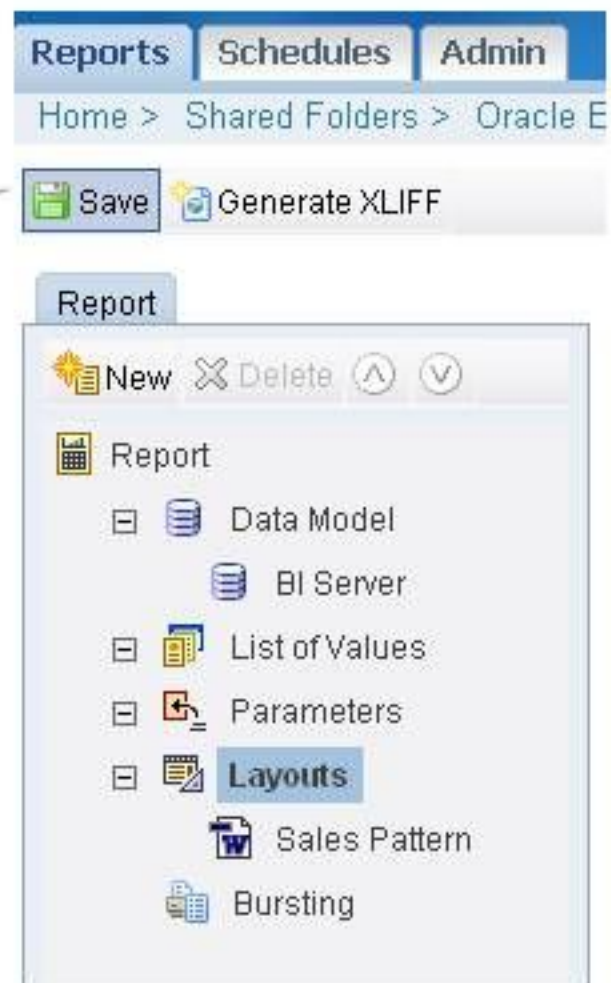 Reports Schedules Admin
Home > Shared Folders > Oracle E
Save Generate XLIFF
Report
New Delete
Report
Data Model
BI Server
List of Values
Parameters
Layouts
Sales Pattern
Bursting